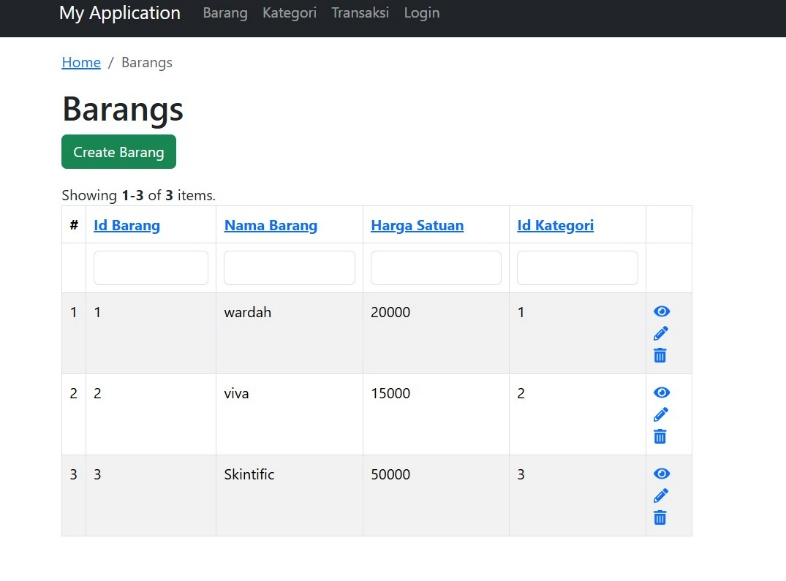 My Application Barang Kategori Transaksi Login
Home / Barangs
Barangs
Create Barang
Showing 1-3 of 3 items.
# Id Barang Nama Barang Harga Satuan Id Kategori
1 1 wardah 20000 1
2 2 viva 15000 2
3 3 Skintific 50000 3